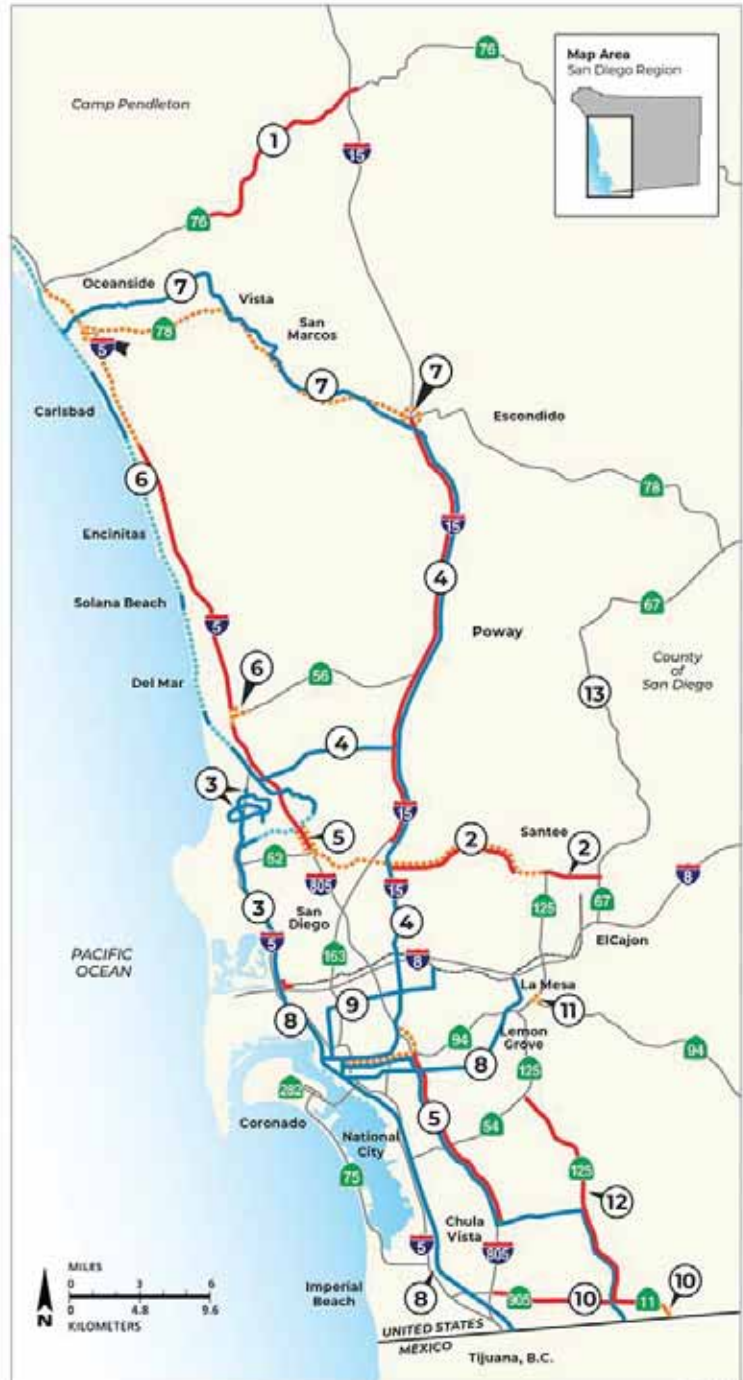 76
Map Area
San Diego Region
Camp Pendleton
1
15
76
Oceanside
7
Vista
San
Marcos
78
5
7
7
Carlsbad
Escondido
6
78
15
Encinitas
4
Solana Beach
67
5
Poway
County
of
San Diego
6
Del Mar
56
13
4
3
15
5
2
Santee
2
52
805
15
8
125
67
3
San
Diego
4
ElCajon
PACIFIC
OCEAN
5
163
8
9
La Mesa
11
8
94
Lemon
Grove
94
8
125
282
5
Coronado
54
National
City
125
75
12
Chula
Vista
5
805
MILES
0 3 6
0 4.8 9.6
KILOMETERS
N
Imperial
Beach
8
905
10
11
10
UNITED STATES
MEXICO
Tijuana, B.C.